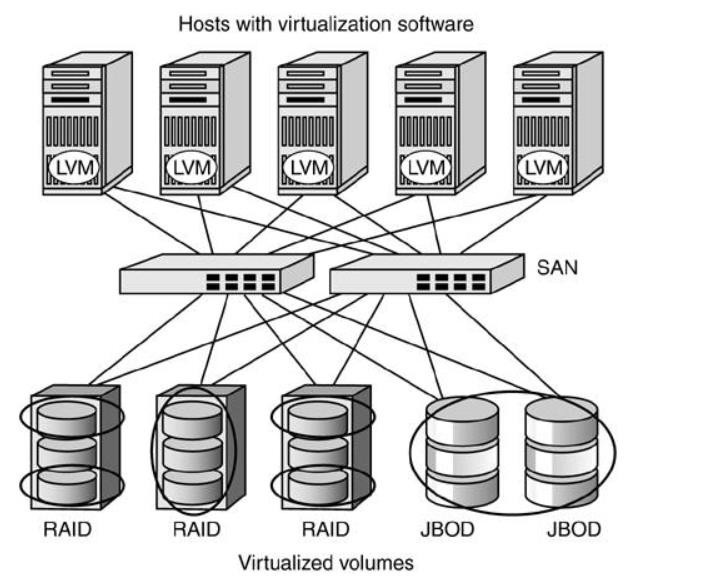 Hosts with virtualization software
LVM LVM LVM LVM LVM
SAN
RAID RAID RAID JBOD JBOD
Virtualized volumes